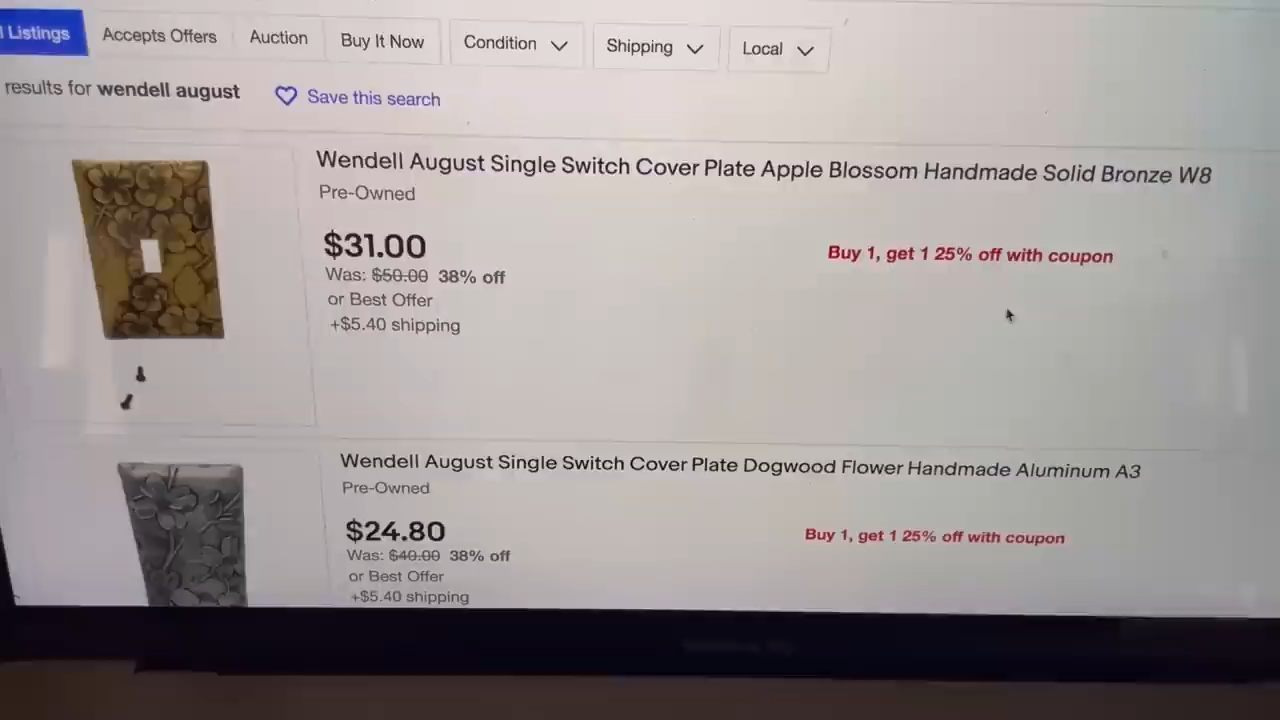 Listings
Accepts Offers
Auction
Buy It Now
Condition
Shipping
Local
results for wendell august
Save this search
Wendell August Single Switch Cover Plate Apple Blossom Handmade Solid Bronze W8
Pre-Owned
$31.00
Buy 1, get 1 25% off with coupon
Was: $50.00 38% off
or Best Offer
+$5.40 shipping
Wendell August Single Switch Cover Plate Dogwood Flower Handmade Aluminum A3
Pre-Owned
$24.80
Buy 1, get 1 25% off with coupon
Was: $40.00 38% off
or Best Offer
+$5.40 shipping